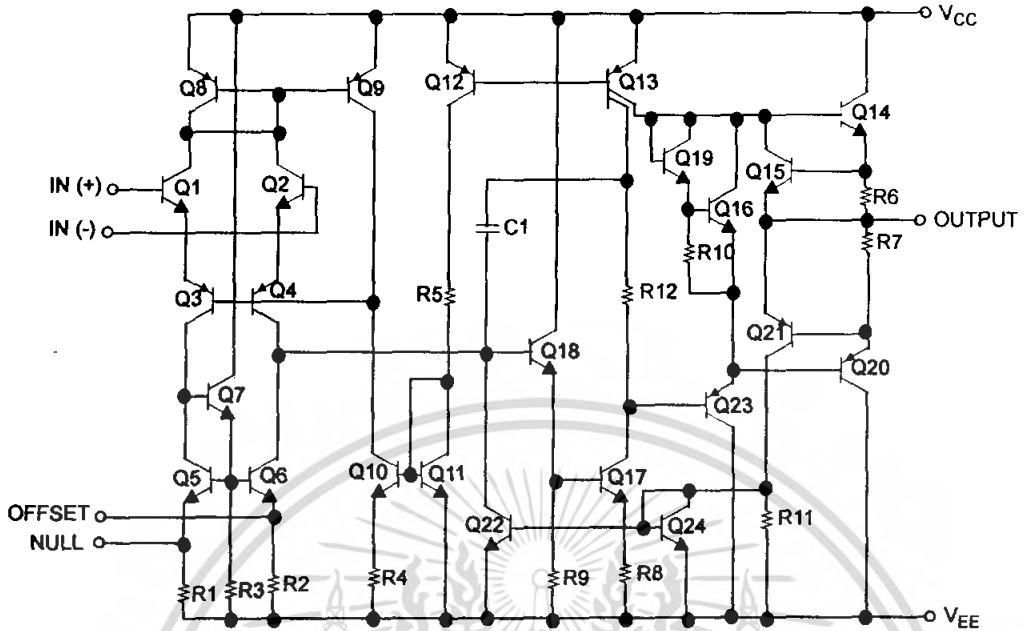 VCC
Q8
Q9
Q12
Q13
Q14
Q19
Q15
IN (+)
Q1
Q2
Q16
R6
OUTPUT
IN (-)
C1
R10
R7
Q3
Q4
R5
R12
Q21
Q18
Q20
Q7
Q23
Q5
Q6
Q10
Q11
Q17
OFFSET
Q22
Q24
R11
NULL
R1
R3
R2
R4
R9
R8
VEE